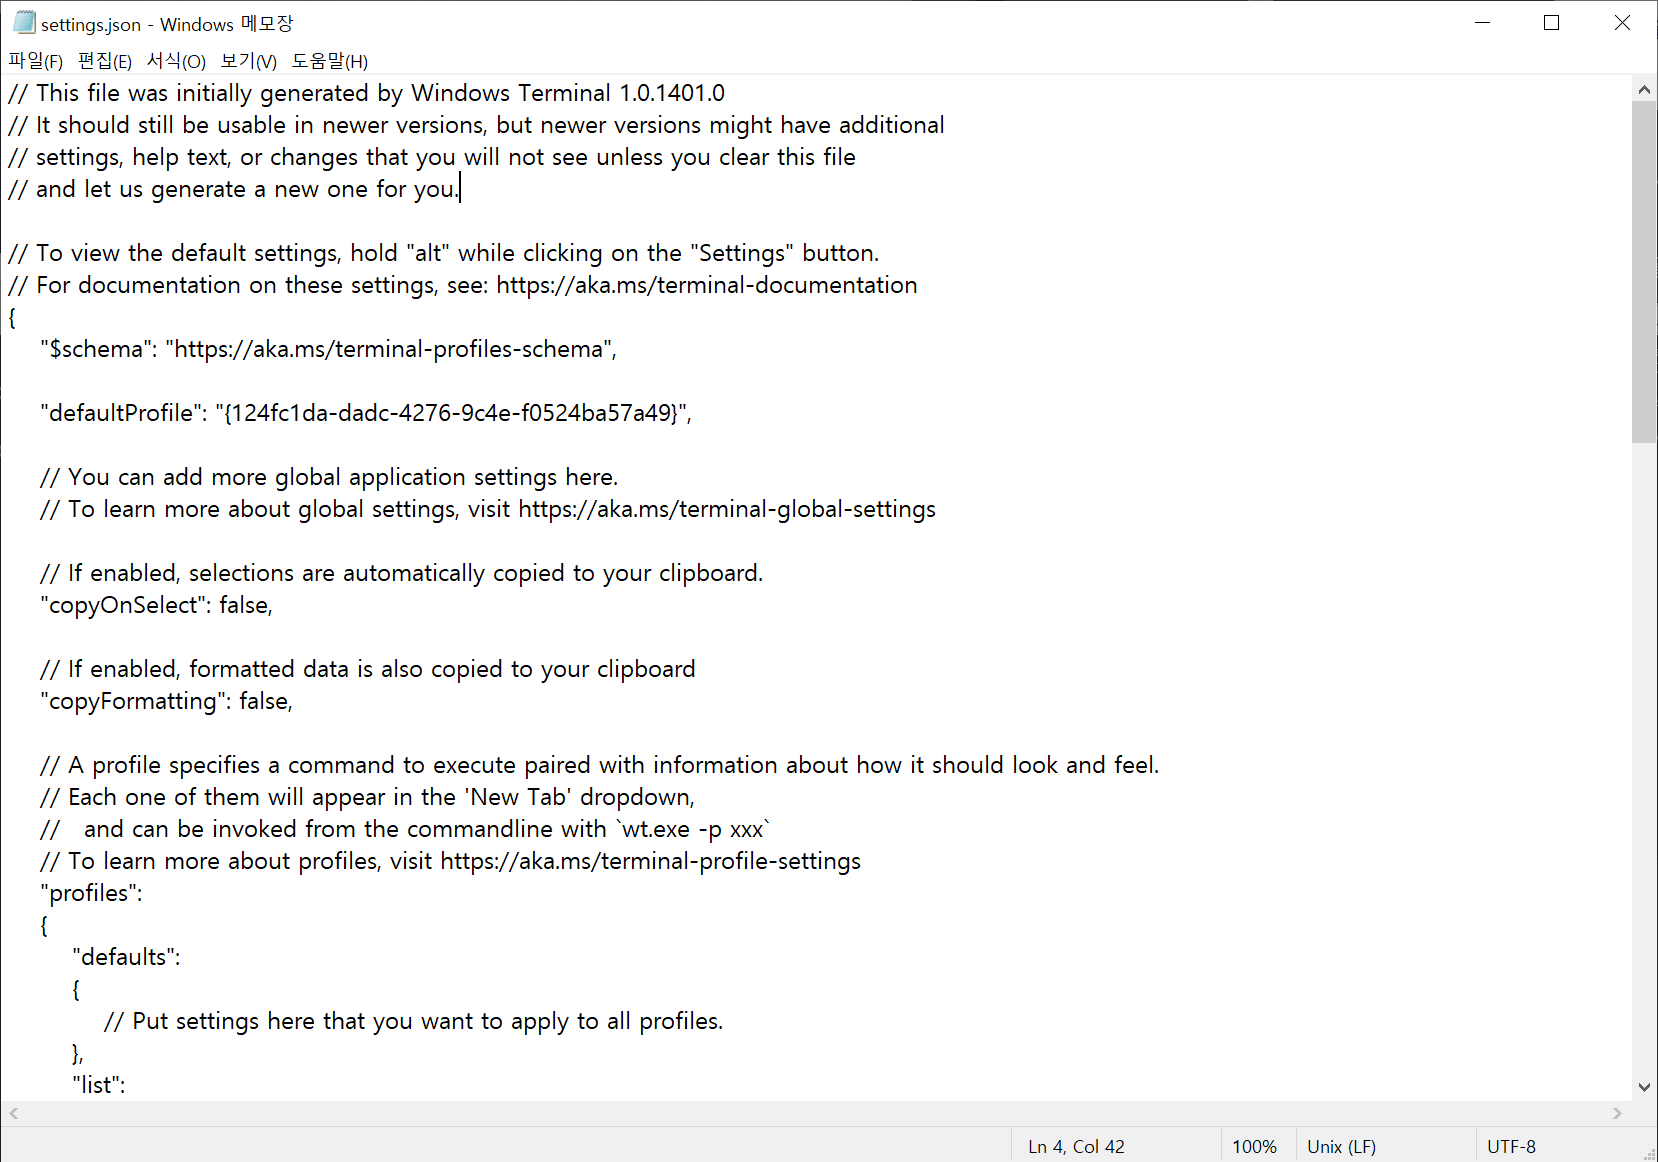 settings.json - Windows 메모장
파일(F) 편집(E) 서식(O) 보기(V) 도움말(H)
// This file was initially generated by Windows Terminal 1.0.1401.0
// It should still be usable in newer versions, but newer versions might have additional
// settings, help text, or changes that you will not see unless you clear this file
// and let us generate a new one for you.
// To view the default settings, hold "alt" while clicking on the "Settings" button.
// For documentation on these settings, see: https://aka.ms/terminal-documentation
{
"$schema": "https://aka.ms/terminal-profiles-schema",
"defaultProfile": "{124fc1da-dadc-4276-9c4e-f0524ba57a49}",
// You can add more global application settings here.
// To learn more about global settings, visit https://aka.ms/terminal-global-settings
// If enabled, selections are automatically copied to your clipboard.
"copyOnSelect": false,
// If enabled, formatted data is also copied to your clipboard
"copyFormatting": false,
// A profile specifies a command to execute paired with information about how it should look and feel.
// Each one of them will appear in the 'New Tab' dropdown,
//   and can be invoked from the commandline with `wt.exe -p xxx`
// To learn more about profiles, visit https://aka.ms/terminal-profile-settings
"profiles":
{
"defaults":
{
// Put settings here that you want to apply to all profiles.
},
"list":
Ln 4, Col 42 100% Unix (LF) UTF-8